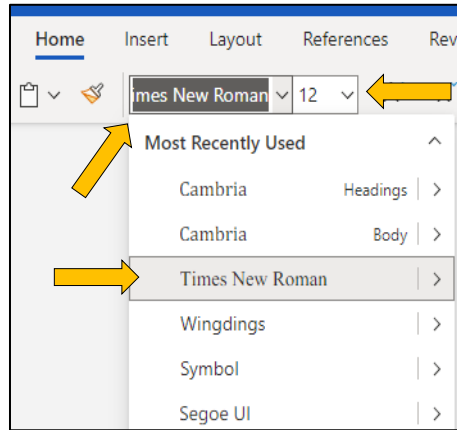 Home Insert Layout References Rev
imes New Roman 12
Most Recently Used
Cambria Headings
Cambria Body
Times New Roman
Wingdings
Symbol
Segoe UI